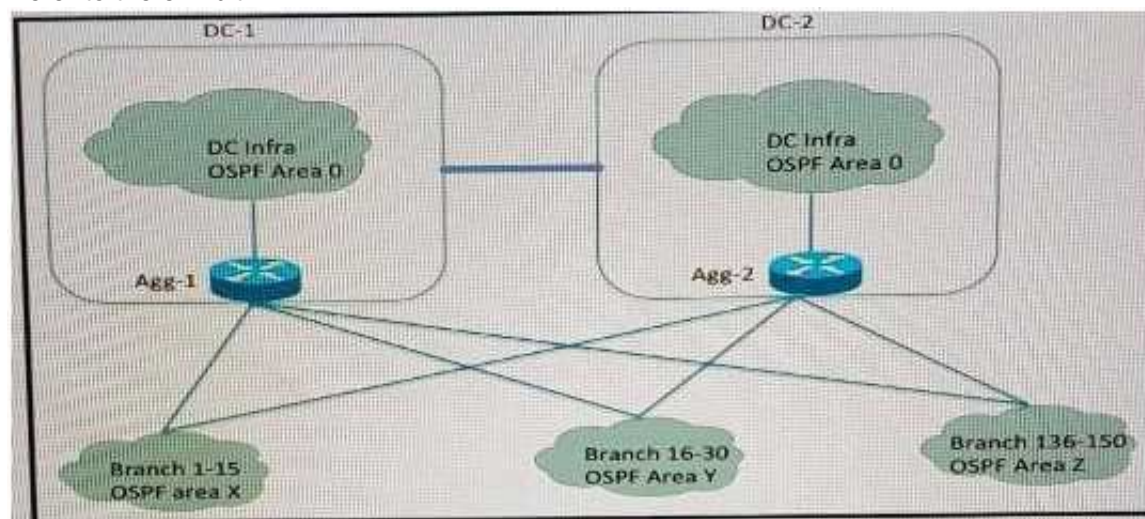 DC-1
DC-2
DC Infra
OSPF Area 0
DC Infra
OSPF Area 0
Agg-1
Agg-2
Branch 1-15
OSPF area X
Branch 16-30
OSPF Area Y
Branch 136-150
OSPF Area Z